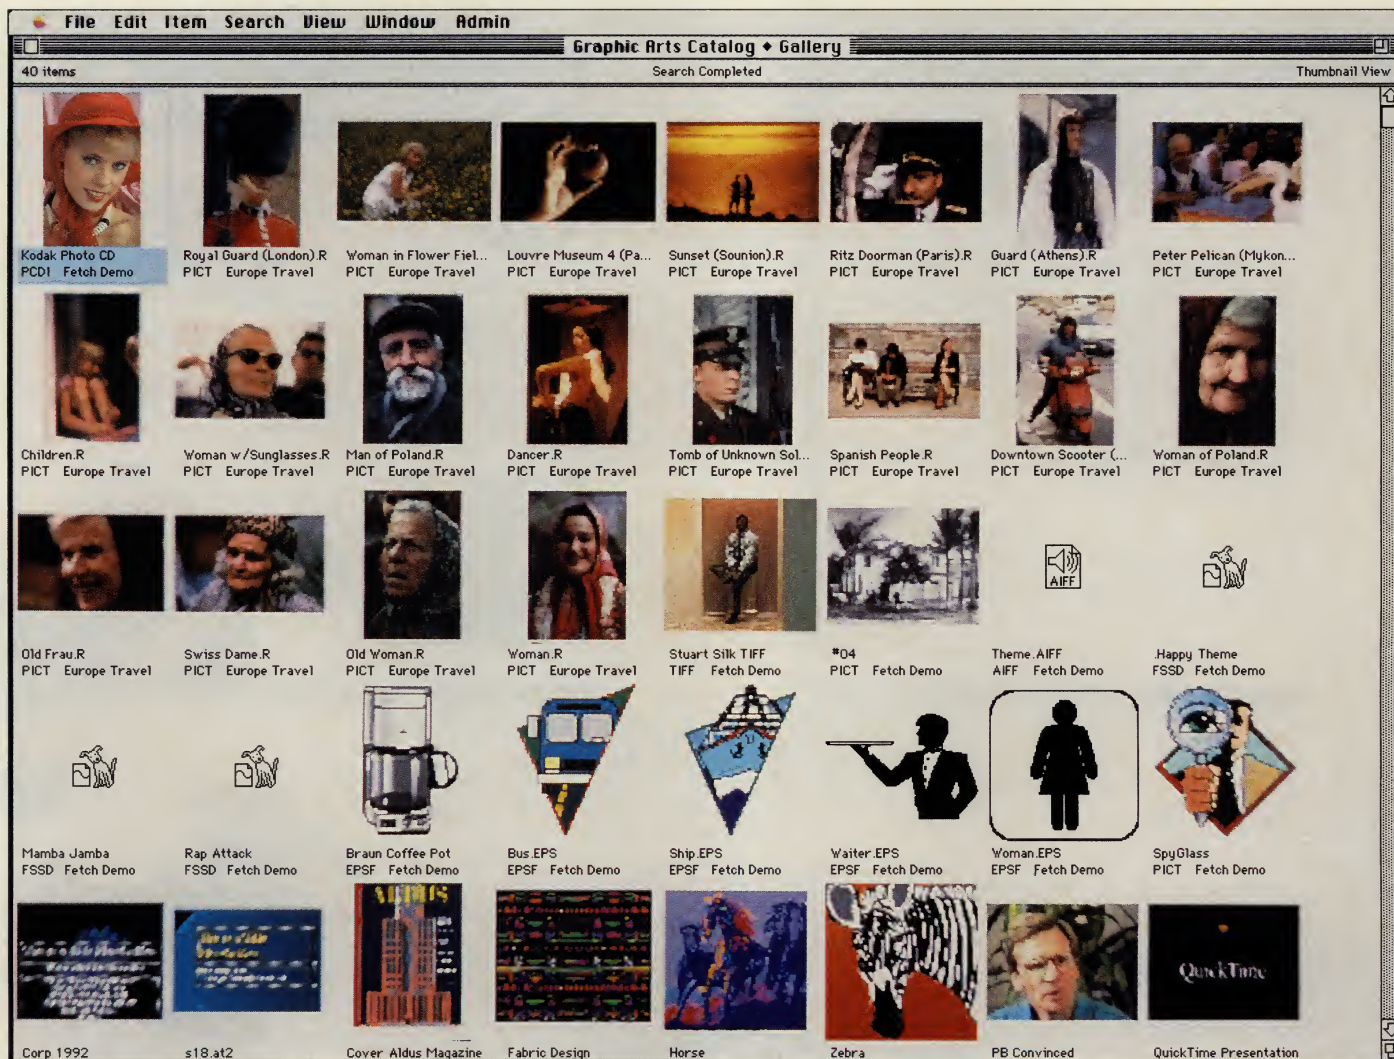 File Edit Item Search View Window Admin
Graphic Arts Catalog ♦ Gallery
40 items Search Completed Thumbnail View
Kodak Photo CD Royal Guard (London).R Woman in Flower Fiel... Louvre Museum 4 (Pa... Sunset (Sounion).R Ritz Doorman (Paris).R Guard (Athens).R Peter Pelican (Mykon...
PCDI Fetch Demo PICT Europe Travel PICT Europe Travel PICT Europe Travel PICT Europe Travel PICT Europe Travel PICT Europe Travel PICT Europe Travel
Children.R Woman w/Sunglasses.R Man of Poland.R Dancer.R Tomb of Unknown Sol... Spanish People.R Downtown Scooter (... Woman of Poland.R
PICT Europe Travel PICT Europe Travel PICT Europe Travel PICT Europe Travel PICT Europe Travel PICT Europe Travel PICT Europe Travel PICT Europe Travel
AIFF
Old Frau.R Swiss Dame.R Old Woman.R Woman.R Stuart Silk TIFF #04 Theme.AIFF .Happy Theme
PICT Europe Travel PICT Europe Travel PICT Europe Travel PICT Europe Travel TIFF Fetch Demo PICT Fetch Demo AIFF Fetch Demo FSSD Fetch Demo
Mamba Jamba Rap Attack Braun Coffee Pot Bus.EPS Ship.EPS Waiter.EPS Woman.EPS SpyGlass
FSSD Fetch Demo FSSD Fetch Demo EPSF Fetch Demo EPSF Fetch Demo EPSF Fetch Demo EPSF Fetch Demo EPSF Fetch Demo PICT Fetch Demo
ALDUS
QuickTime
Corp 1992 s18.at2 Cover Aldus Magazine Fabric Design Horse Zebra PB Convinced QuickTime Presentation